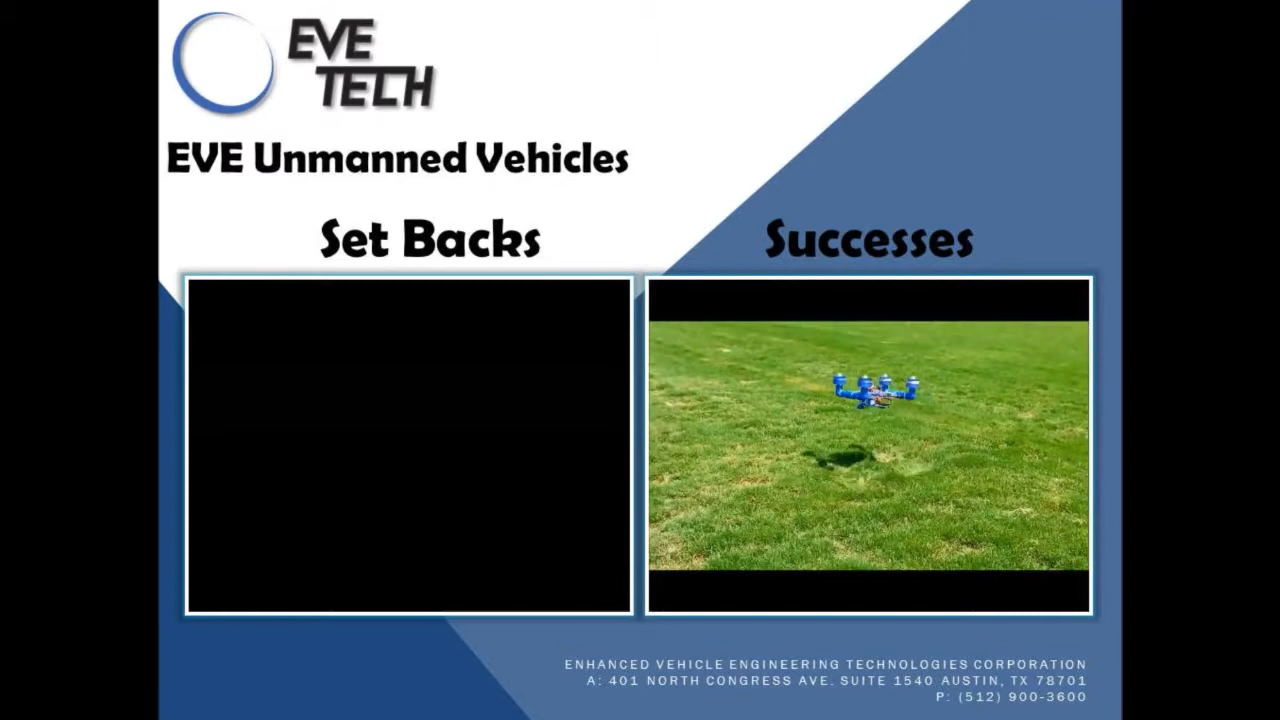 EVE
TECH
EVE Unmanned Vehicles
Set Backs
Successes
ENHANCED VEHICLE ENGINEERING TECHNOLOGIES CORPORATION
A: 401 NORTH CONGRESS AVE. SUITE 1540 AUSTIN, TX 78701
P: (512) 900-3600